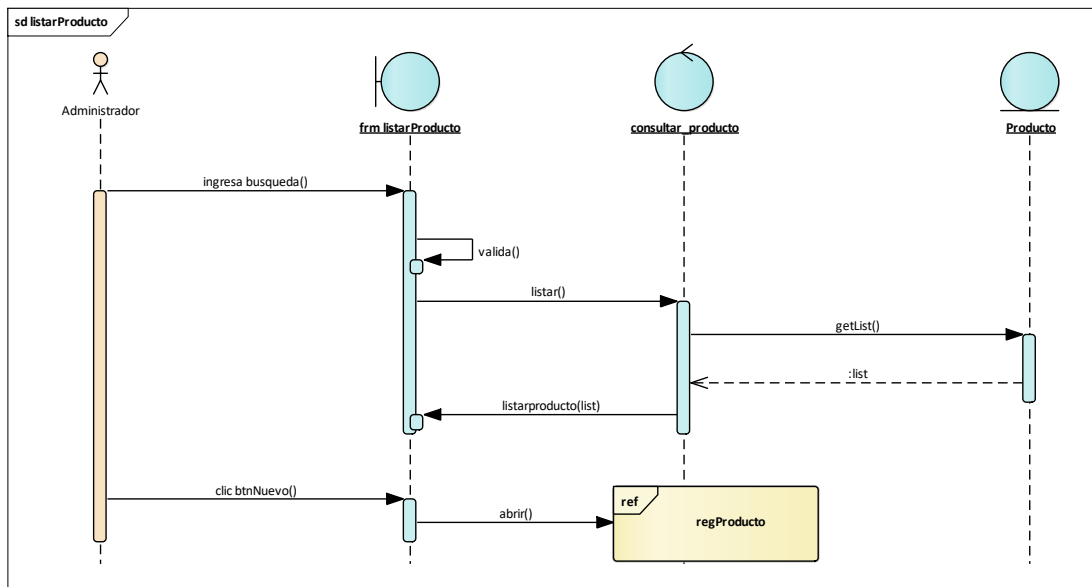 sd listarProducto
Administrador
frm listarProducto
consultar_producto
Producto
ingresa busqueda()
valida()
listar()
getList()
:list
listarproducto(list)
clic btnNuevo()
abrir()
ref
regProducto